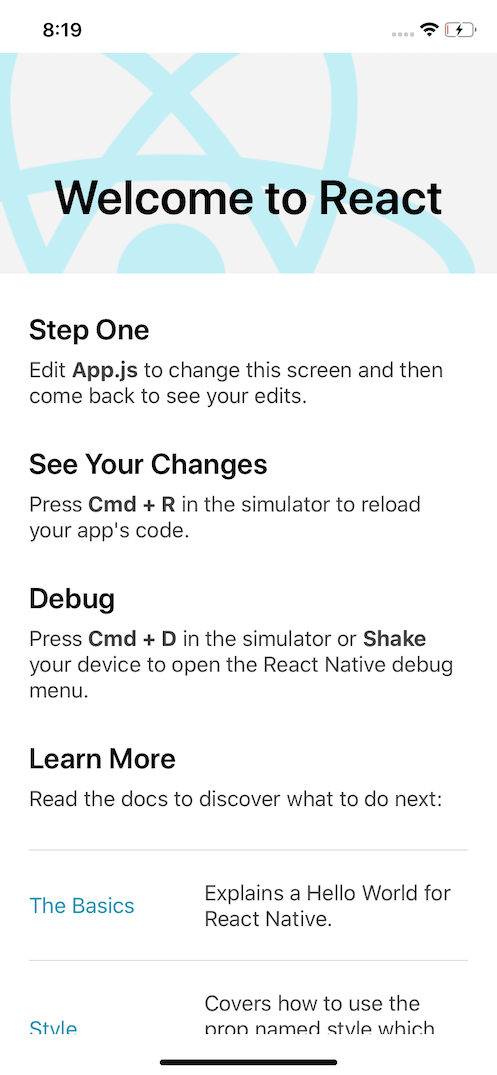 8:19
Welcome to React
Step One
Edit App.js to change this screen and then
come back to see your edits.
See Your Changes
Press Cmd + R in the simulator to reload
your app's code.
Debug
Press Cmd + D in the simulator or Shake
your device to open the React Native debug
menu.
Learn More
Read the docs to discover what to do next:
The Basics
Explains a Hello World for
React Native.
Style
Covers how to use the
prop named style which